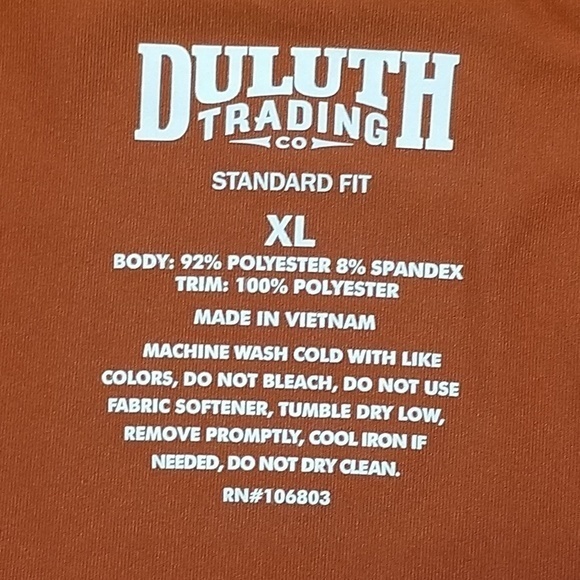 DULUTH
TRADING
CO
STANDARD FIT
XL
BODY: 92% POLYESTER 8% SPANDEX
TRIM: 100% POLYESTER
MADE IN VIETNAM
MACHINE WASH COLD WITH LIKE
COLORS, DO NOT BLEACH, DO NOT USE
FABRIC SOFTENER, TUMBLE DRY LOW,
REMOVE PROMPTLY, COOL IRON IF
NEEDED, DO NOT DRY CLEAN.
RN#106803